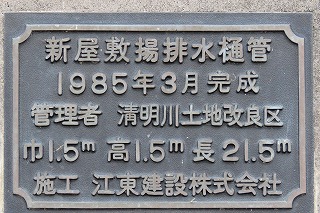 新屋敷揚排水樋管
1985年3月完成
管理者 清明川土地改良区
巾1.5m 高1.5m 長21.5m
施工 江東建設株式会社